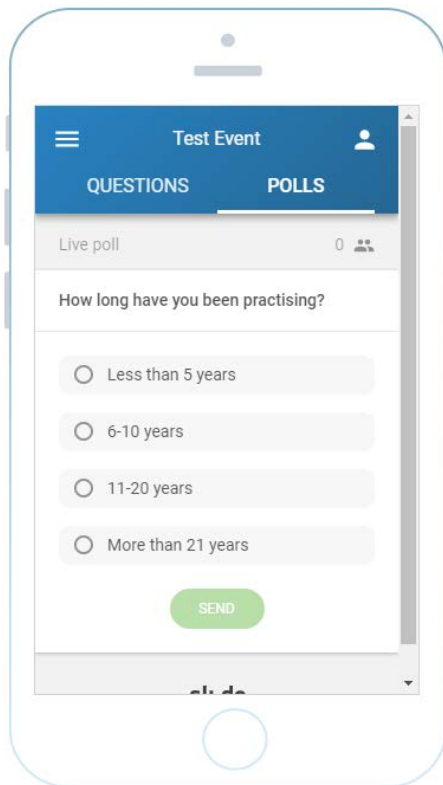 Test Event
QUESTIONS POLLS
Live poll 0
How long have you been practising?
Less than 5 years
6-10 years
11-20 years
More than 21 years
SEND